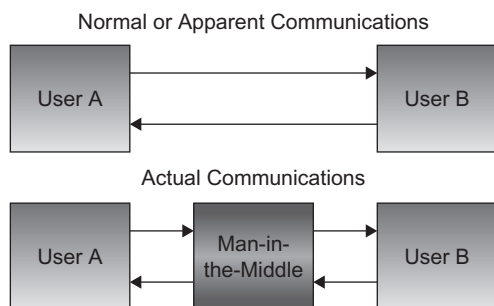 Normal or Apparent Communications
User A
User B
Actual Communications
User A
Man-in-
the-Middle
User B